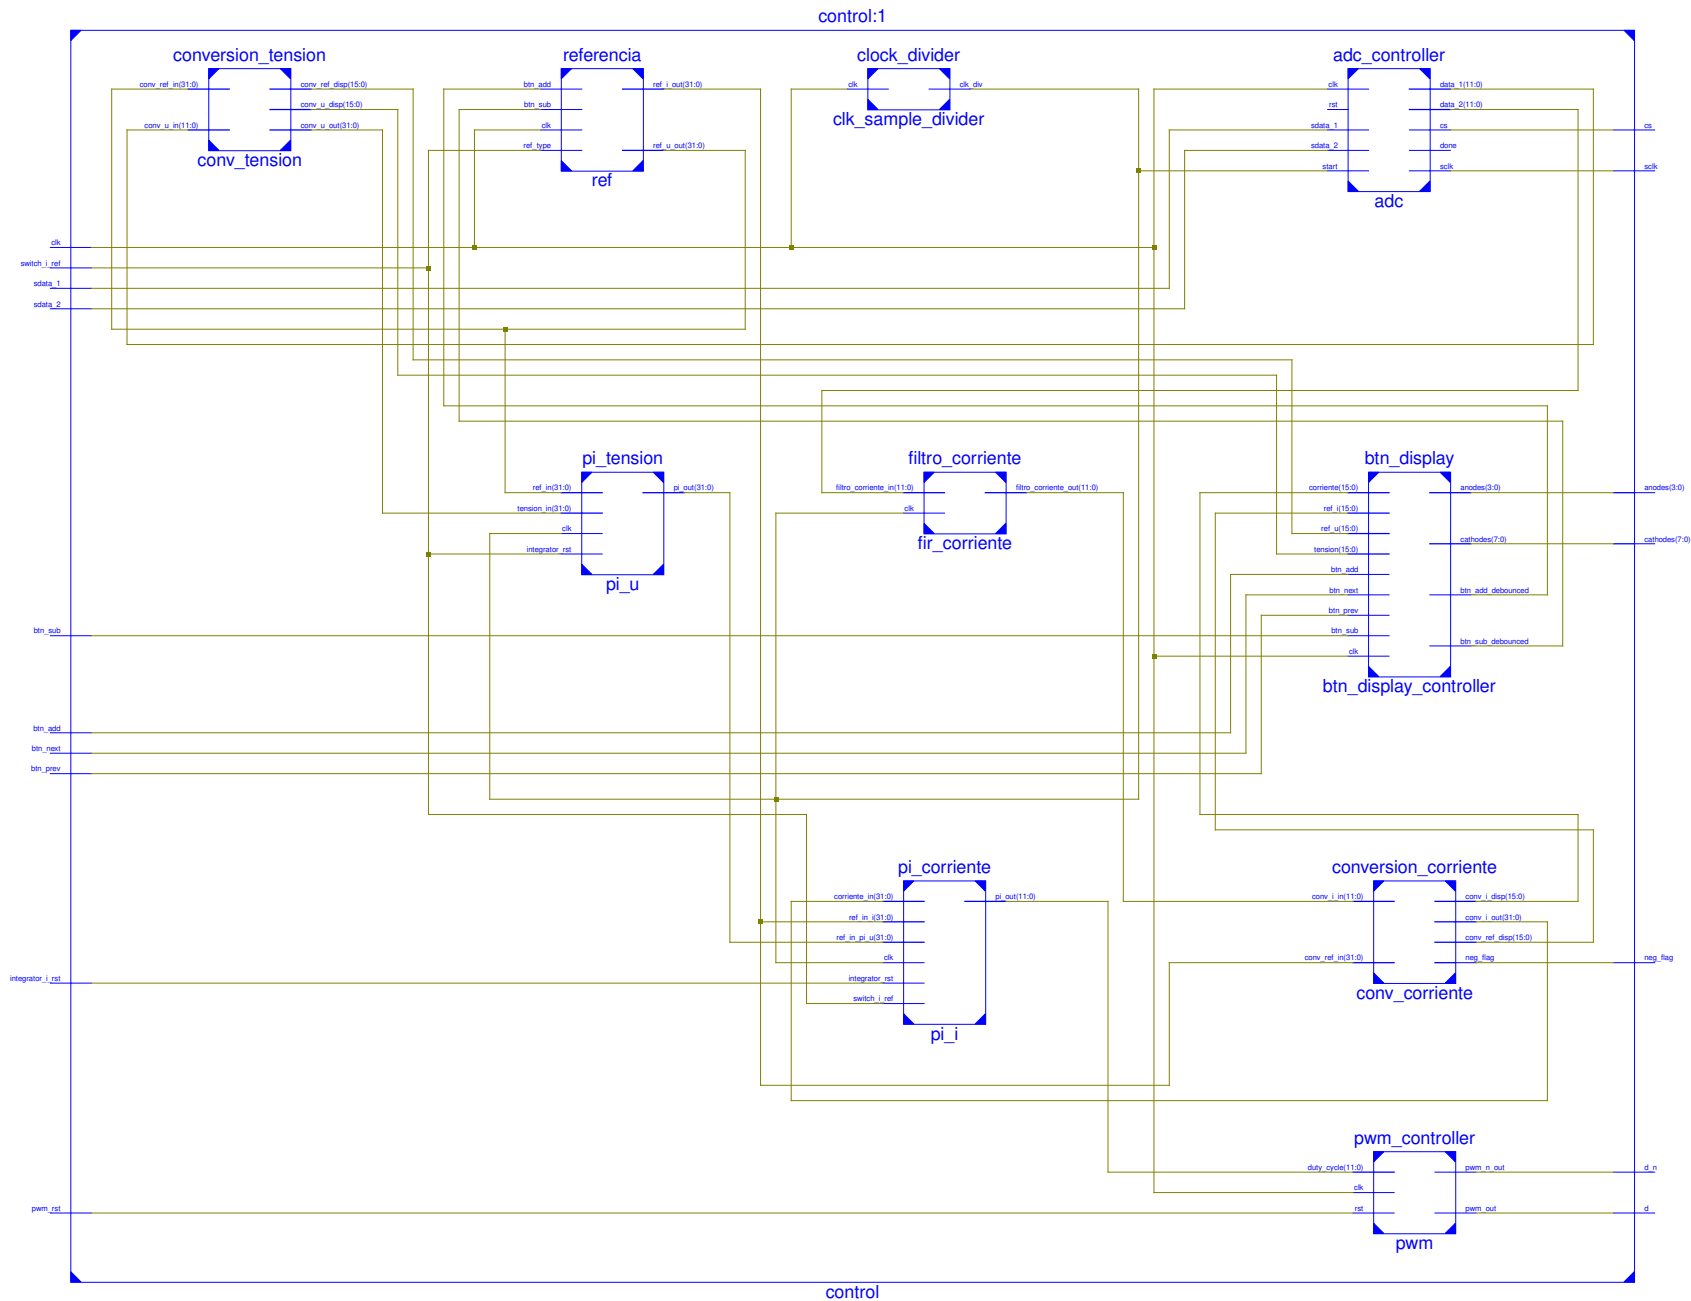 control:1
conversion_tension
referencia
clock_divider
adc_controller
conv_ref_in(31:0)
conv_ref_disp(15:0)
conv_u_disp(15:0)
conv_u_in(11:0)
conv_u_out(31:0)
conv_tension
btn_add
ref_i_out(31:0)
btn_sub
clk
ref_type
ref_u_out(31:0)
ref
clk
clk_div
clk_sample_divider
clk
data_1(11:0)
rst
data_2(11:0)
sdata_1
cs
cs
sdata_2
done
start
sclk
sclk
adc
clk
switch_i_ref
sdata_1
sdata_2
pi_tension
filtro_corriente
btn_display
ref_in(31:0)
pi_out(31:0)
tension_in(31:0)
clk
integrator_rst
pi_u
filtro_corriente_in(11:0)
filtro_corriente_out(11:0)
clk
fir_corriente
corriente(15:0)
anodes(3:0)
anodes(3:0)
ref_i(15:0)
ref_u(15:0)
cathodes(7:0)
cathodes(7:0)
tension(15:0)
btn_add
btn_next
btn_add_debounced
btn_prev
btn_sub
btn_sub_debounced
clk
btn_display_controller
btn_sub
btn_add
btn_next
btn_prev
pi_corriente
conversion_corriente
corriente_in(31:0)
pi_out(11:0)
ref_in_i(31:0)
ref_in_pi_u(31:0)
clk
integrator_rst
switch_i_ref
pi_i
conv_i_in(11:0)
conv_i_disp(15:0)
conv_i_out(31:0)
conv_ref_disp(15:0)
conv_ref_in(31:0)
neg_flag
neg_flag
conv_corriente
integrator_i_rst
pwm_controller
duty_cycle(11:0)
pwm_n_out
d_n
clk
rst
pwm_out
d
pwm
pwm_rst
control